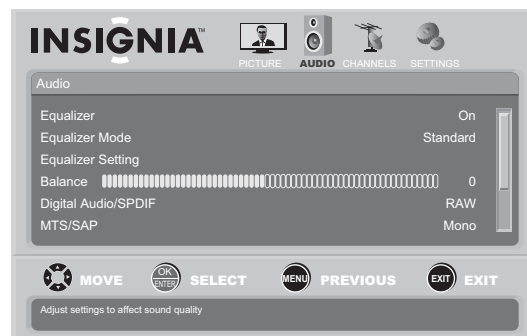 INSIGNIA™
PICTURE AUDIO CHANNELS SETTINGS
Audio
Equalizer On
Equalizer Mode Standard
Equalizer Setting
Balance 0
Digital Audio/SPDIF RAW
MTS/SAP Mono
MOVE OK ENTER SELECT MENU PREVIOUS EXIT EXIT
Adjust settings to affect sound quality